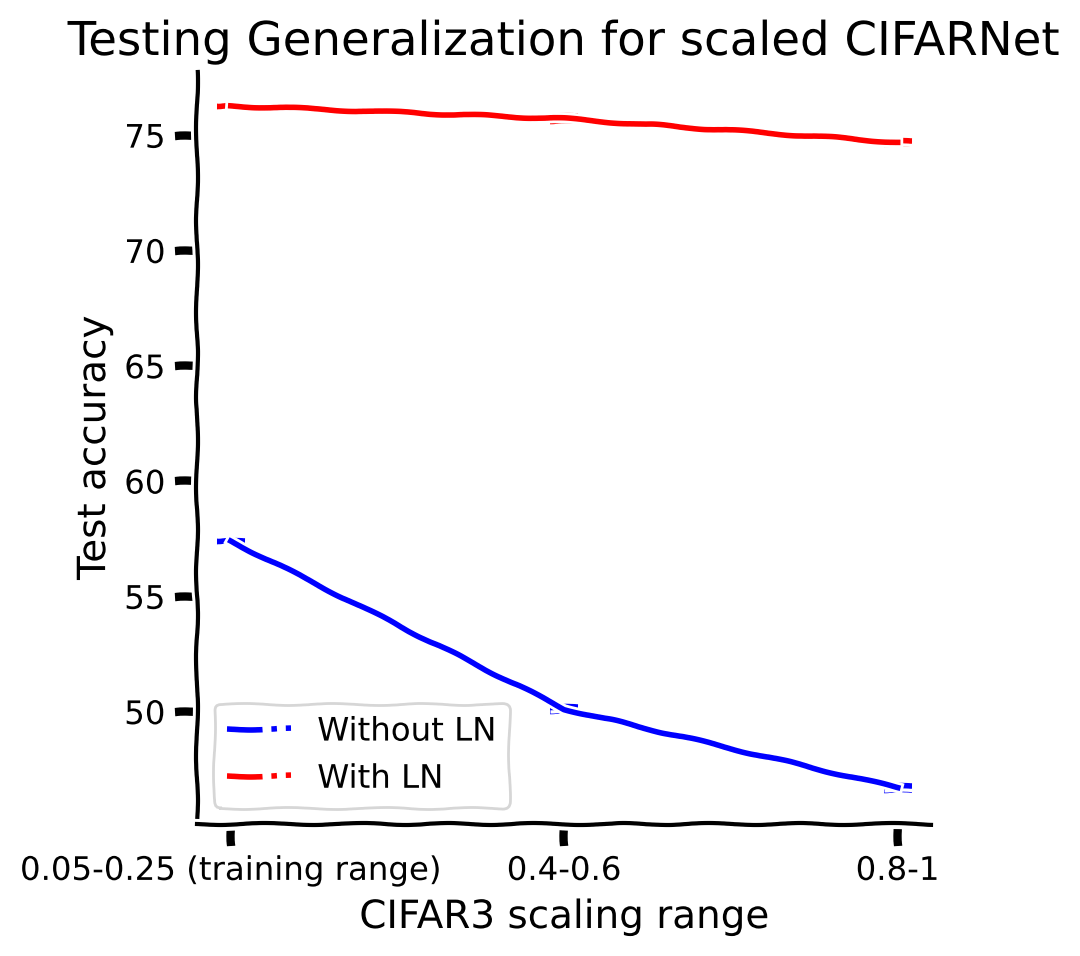 Testing Generalization for scaled CIFARNet
75
70
65
60
55
50
Test accuracy
Without LN
With LN
0.05-0.25 (training range) 0.4-0.6 0.8-1
CIFAR3 scaling range